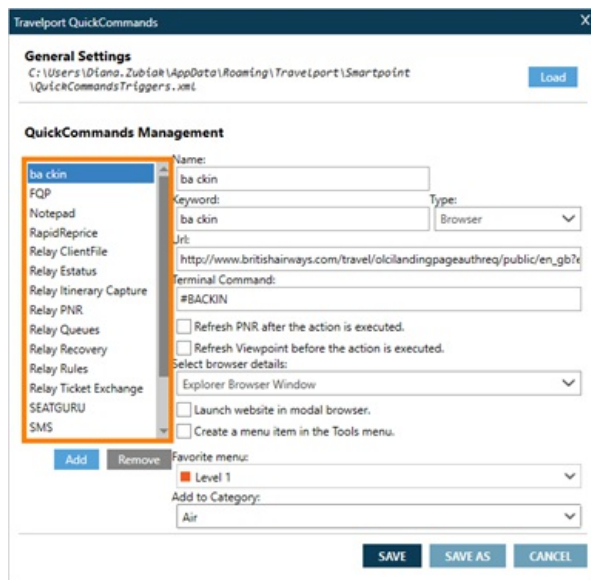 Travelport QuickCommands
X
General Settings
C:\Users\Diana.Zubiak\AppData\Roaming\Travelport\Smartpoint
\QuickCommandsTriggers.xml
Load
QuickCommands Management
ba ckin
FQP
Notepad
RapidReprice
Relay ClientFile
Relay Estatus
Relay Itinerary Capture
Relay PNR
Relay Queues
Relay Recovery
Relay Rules
Relay Ticket Exchange
SEATGURU
SMS
Add
Remove
Name:
ba ckin
Keyword:
Type:
ba ckin
Browser
Url:
http://www.britishairways.com/travel/olcilandingpageauthreq/public/en_gb?e
Terminal Command:
#BACKIN
Refresh PNR after the action is executed.
Refresh Viewpoint before the action is executed.
Select browser details:
Explorer Browser Window
Launch website in modal browser.
Create a menu item in the Tools menu.
Favorite menu:
Level 1
Add to Category:
Air
SAVE
SAVE AS
CANCEL